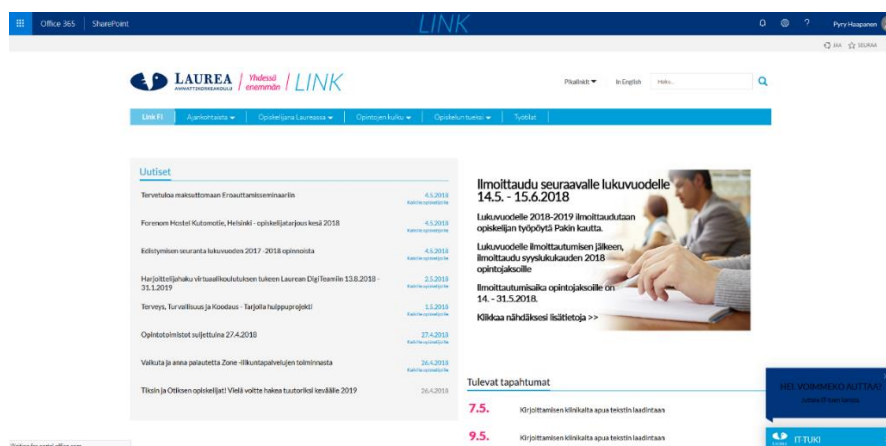 Office 365
SharePoint
LINK
?
Pyry Haapanen
JAA
SEURAA
LAUREA
AMMATTIKORKEAKOULU
Yhdessä
enemmän
LINK
Pikalinkit
In English
Haku...
Link FI
Ajankohtaista
Opiskelijana Laureassa
Opintojen kulku
Opiskelun tueksi
Työtilat
Uutiset
Tervetuloa maksuttomaan Eroauttamisseminaariin
4.5.2018
Forenom Hostel Kutomotie, Helsinki - opiskelijatarjous kesä 2018
4.5.2018
Edistymisen seuranta lukuvuoden 2017 -2018 opinnoista
4.5.2018
Harjoittelijahaku virtuaalikoulutuksen tukeen Laurean DigiTeamiin 13.8.2018 -
31.1.2019
2.5.2018
Terveys, Turvallisuus ja Koodaus - Tarjolla huippuprojekti
1.5.2018
Opintotoimistot suljettuina 27.4.2018
27.4.2018
Vaikuta ja anna palautetta Zone -liikuntapalvelujen toiminnasta
26.4.2018
Tiksin ja Otiksen opiskelijat! Vielä voitte hakea tuutoriksi keväälle 2019
26.4.2018
Ilmoittaudu seuraavalle lukuvuodelle
14.5. - 15.6.2018
Lukuvuodelle 2018-2019 ilmoittaudutaan
opiskelijan työpöytä Pakin kautta.
Lukuvuodelle ilmoittautumisen jälkeen,
ilmoittaudu syyslukukauden 2018
opintojaksoille
Ilmoittautumisaika opintojaksoille on
14. - 31.5.2018.
Klikkaa nähdäksesi lisätietoja >>
Tulevat tapahtumat
7.5.
Kirjoittamisen klinikalta apua tekstin laadintaan
9.5.
Kirjoittamisen klinikalta apua tekstin laadintaan
HEI, VOIMMEKO AUTTAA?
IT-TUKI